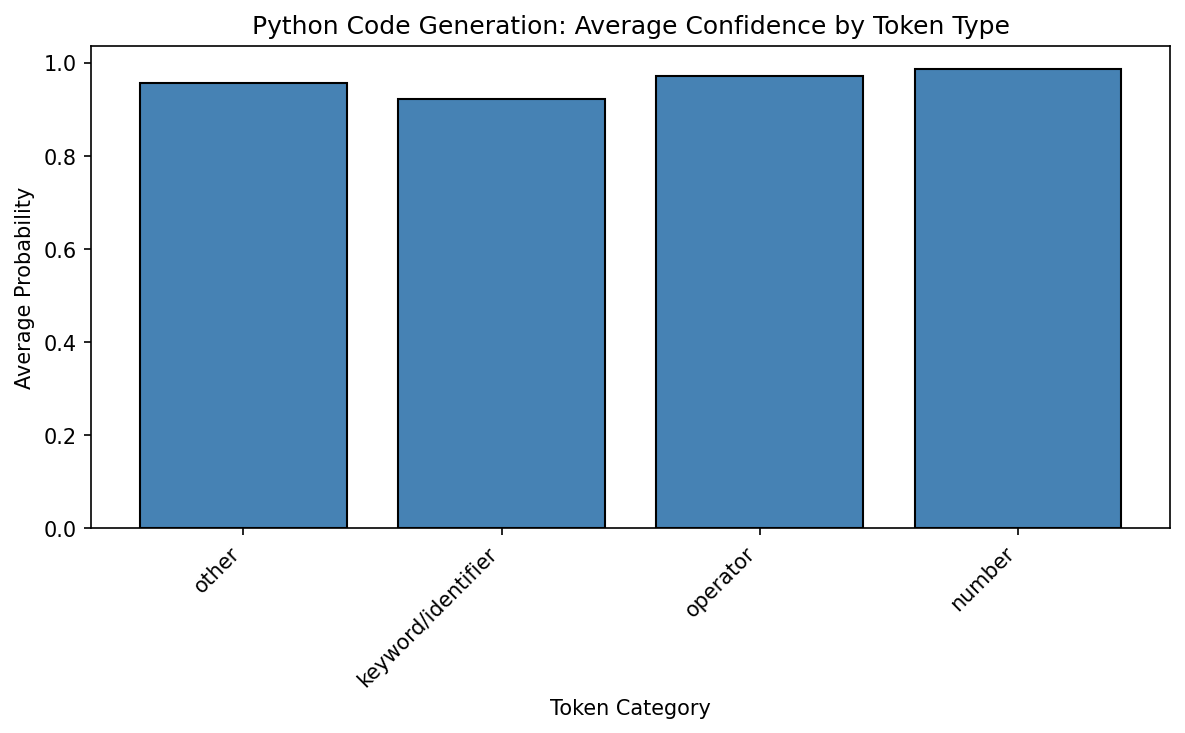 Python Code Generation: Average Confidence by Token Type
1.0
0.8
0.6
0.4
0.2
0.0
Average Probability
other
keyword/identifier
operator
number
Token Category